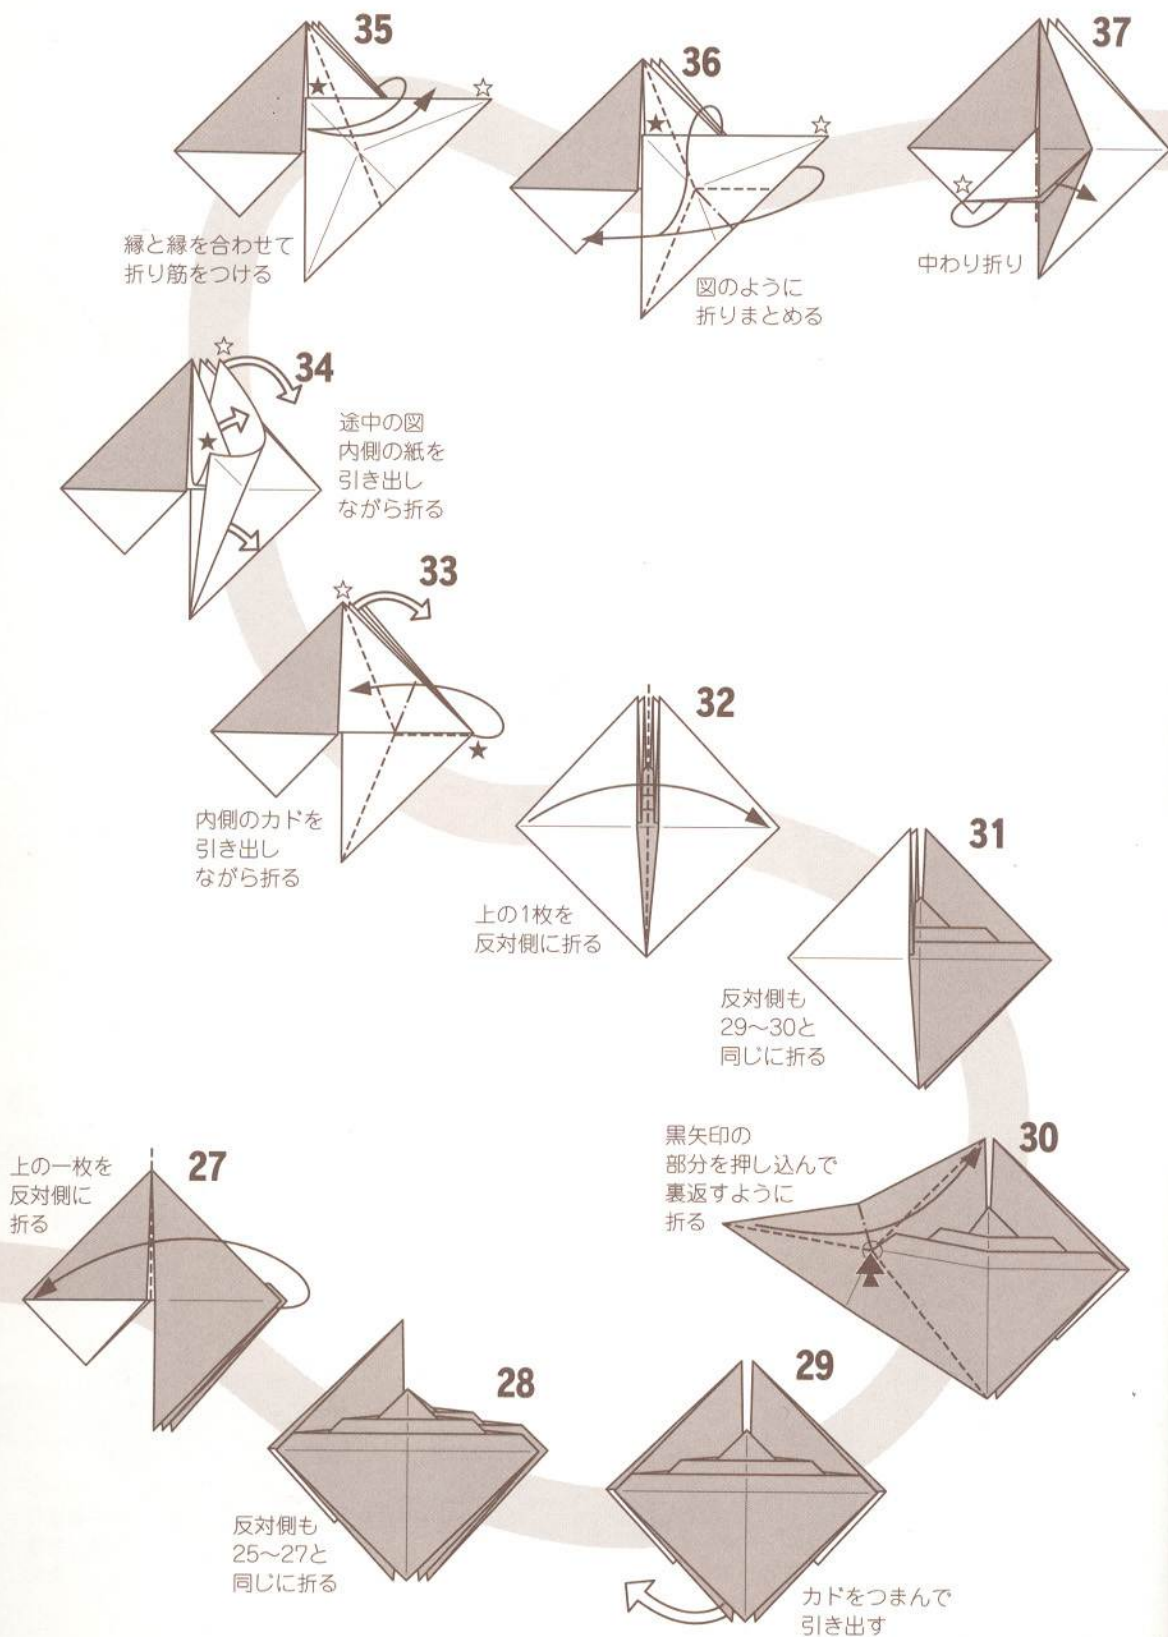 27
上の一枚を
反対側に
折る
28
反対側も
25〜27と
同じに折る
29
カドをつまんで
引き出す
30
黒矢印の
部分を押し込んで
裏返すように
折る
31
反対側も
29〜30と
同じに折る
32
上の1枚を
反対側に折る
33
内側のカドを
引き出し
ながら折る
34
途中の図
内側の紙を
引き出し
ながら折る
35
縁と縁を合わせて
折り筋をつける
36
図のように
折りまとめる
37
中わり折り